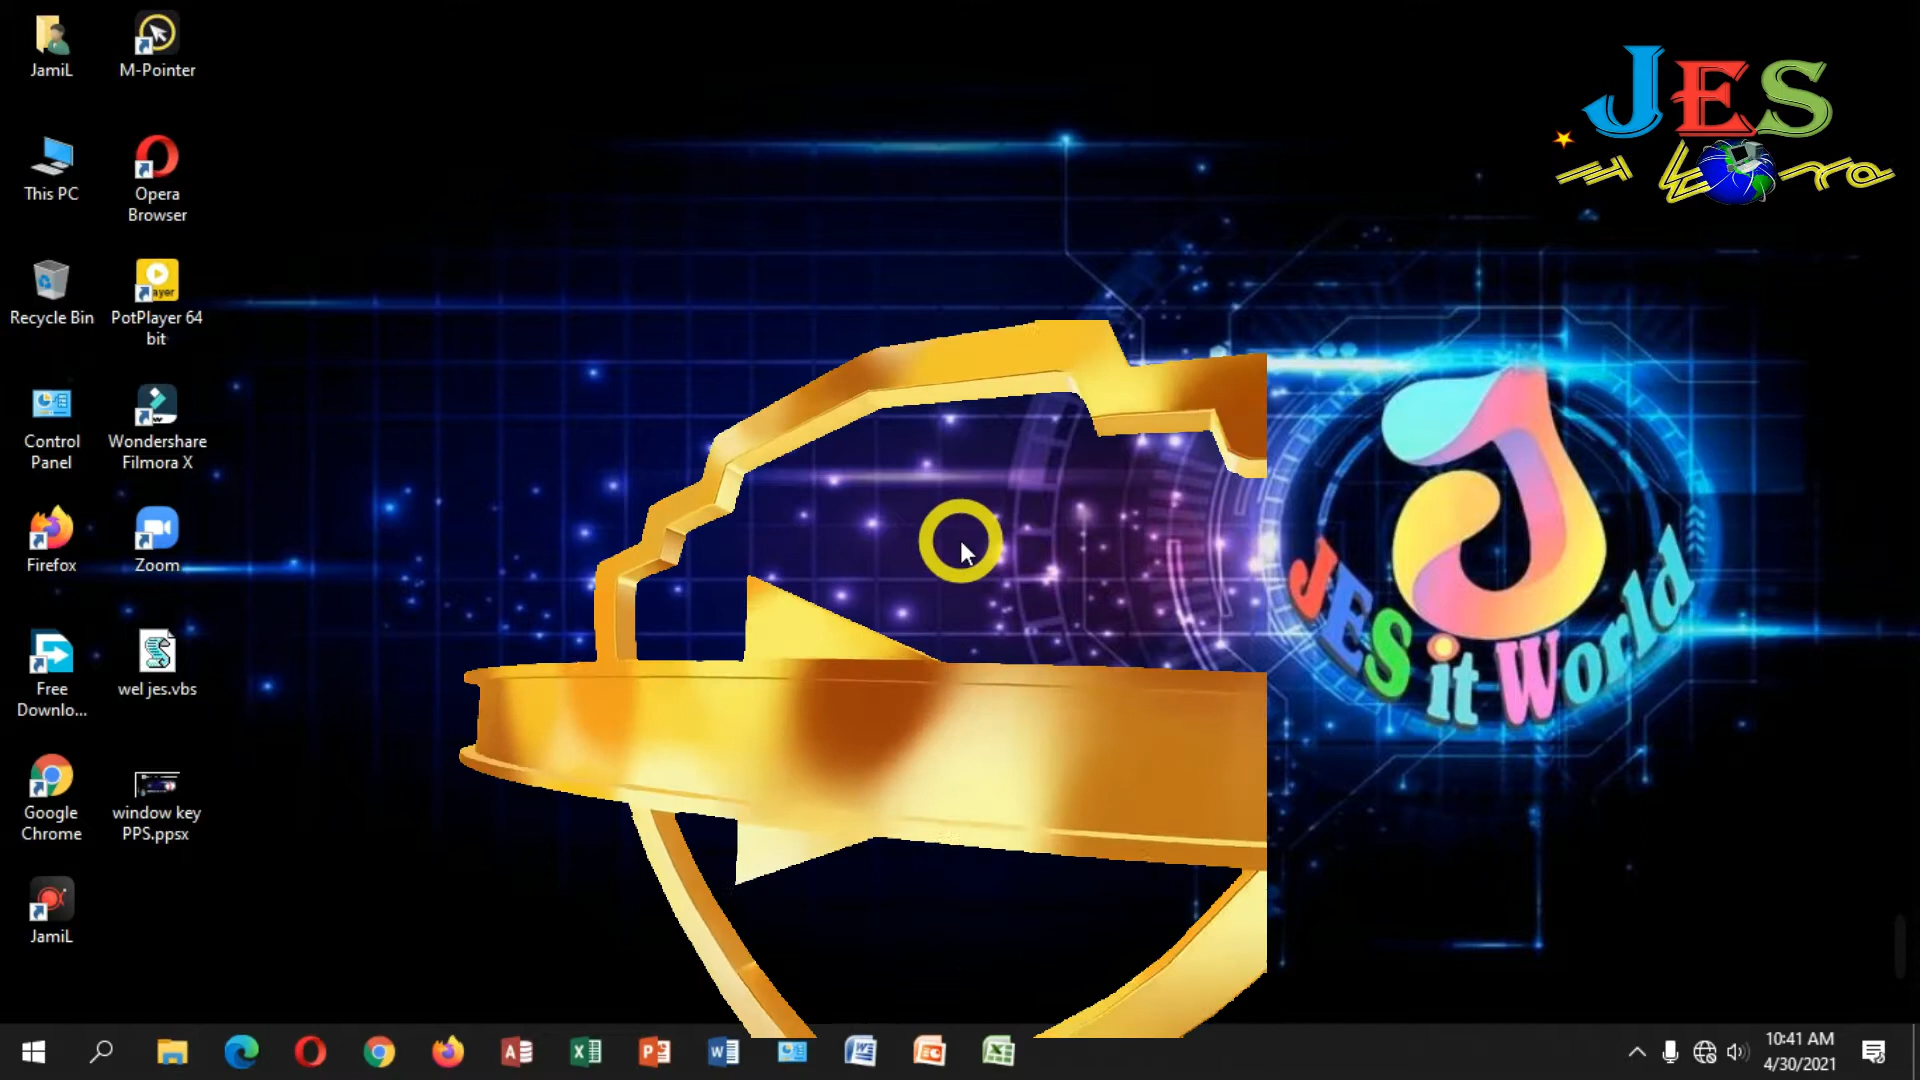 JamiL
M-Pointer
This PC
Opera
Browser
Recycle Bin
PotPlayer 64
bit
Control
Panel
Wondershare
Filmora X
Firefox
Zoom
Free
Downlo...
wel jes.vbs
Google
Chrome
window key
PPS.ppsx
JamiL
JES
JES it World
10:41 AM
4/30/2021